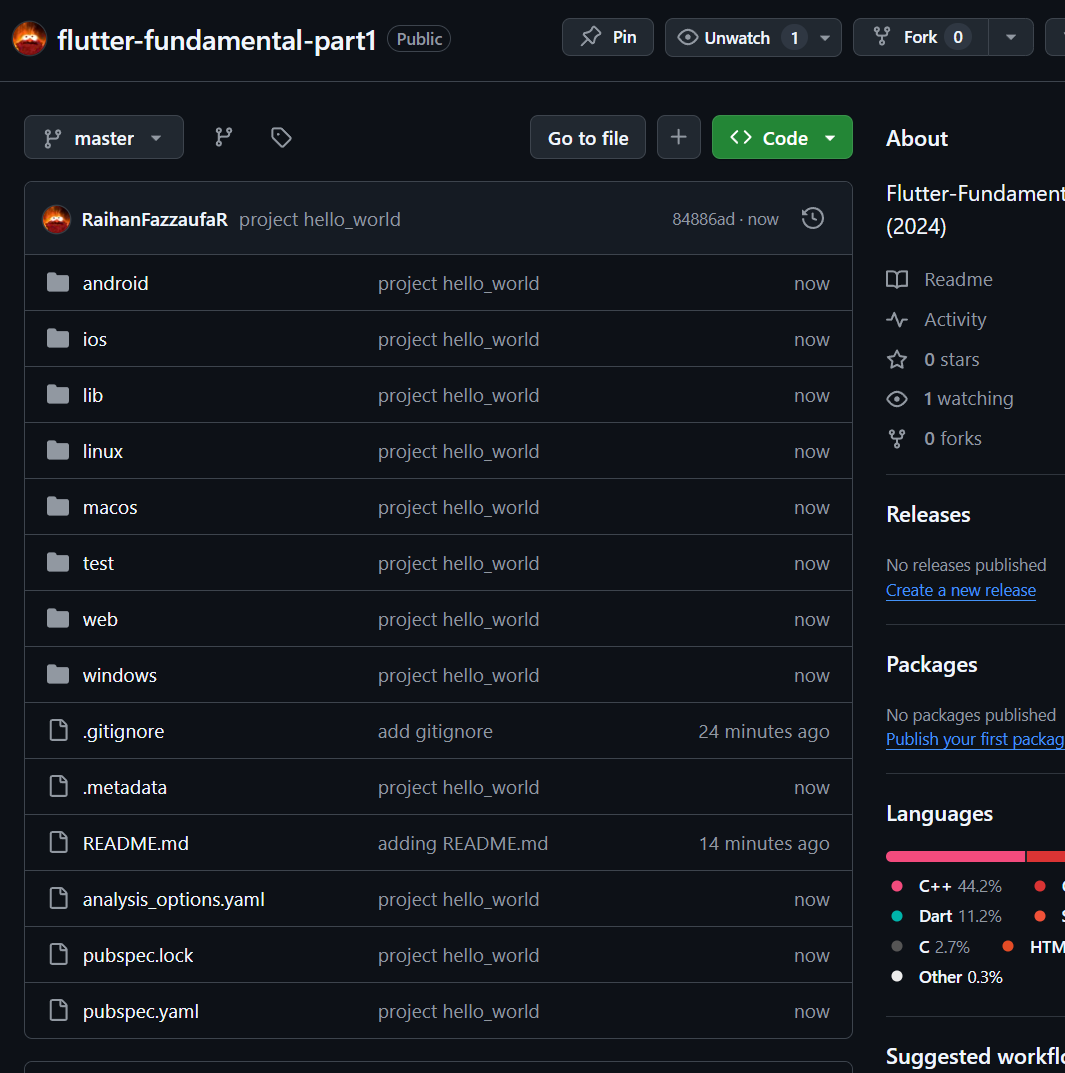 flutter-fundamental-part1 Public Pin Unwatch 1 Fork 0
master Go to file Code
RaihanFazzaufaR project hello_world 84886ad · now
android project hello_world now
ios project hello_world now
lib project hello_world now
linux project hello_world now
macos project hello_world now
test project hello_world now
web project hello_world now
windows project hello_world now
.gitignore add gitignore 24 minutes ago
.metadata project hello_world now
README.md adding README.md 14 minutes ago
analysis_options.yaml project hello_world now
pubspec.lock project hello_world now
pubspec.yaml project hello_world now
About
Flutter-Fundament
(2024)
Readme
Activity
0 stars
1 watching
0 forks
Releases
No releases published
Create a new release
Packages
No packages published
Publish your first packag
Languages
C++ 44.2%
Dart 11.2%
C 2.7% HTM
Other 0.3%
Suggested workfl